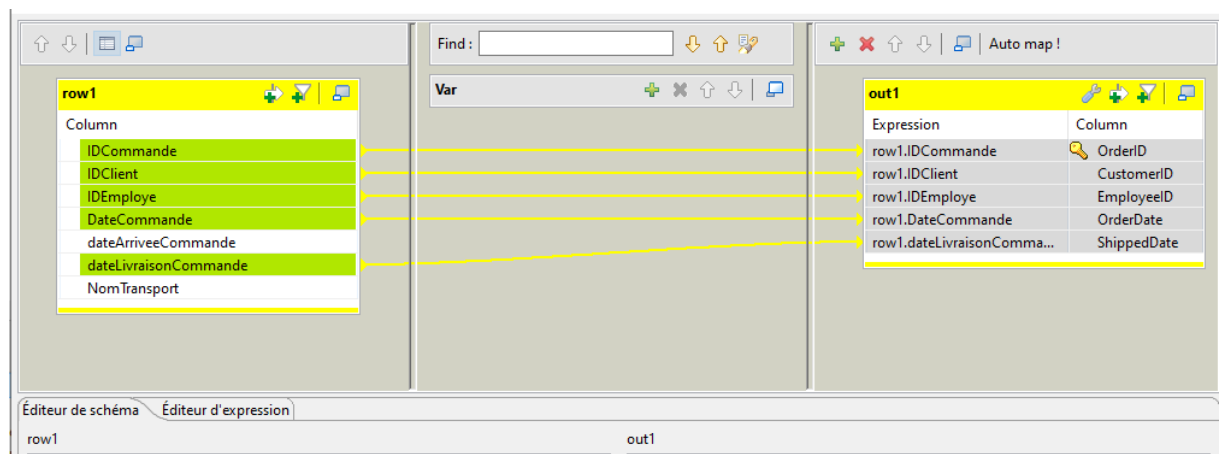 Find :
Auto map !
row1
Column
IDCommande
IDClient
IDEmploye
DateCommande
dateArriveeCommande
dateLivraisonCommande
NomTransport
Var
out1
Expression Column
row1.IDCommande OrderID
row1.IDClient CustomerID
row1.IDEmploye EmployeeID
row1.DateCommande OrderDate
row1.dateLivraisonComma... ShippedDate
Éditeur de schéma Éditeur d'expression
row1 out1